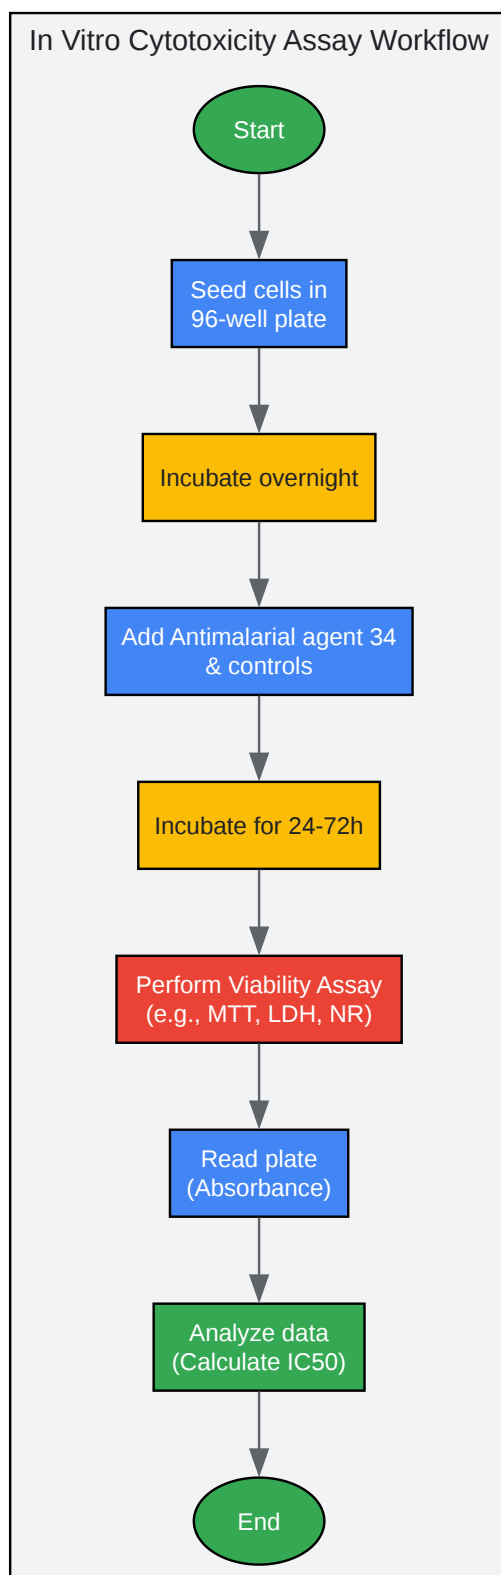 In Vitro Cytotoxicity Assay Workflow
Start
Seed cells in
96-well plate
Incubate overnight
Add Antimalarial agent 34
& controls
Incubate for 24-72h
Perform Viability Assay
(e.g., MTT, LDH, NR)
Read plate
(Absorbance)
Analyze data
(Calculate IC50)
End